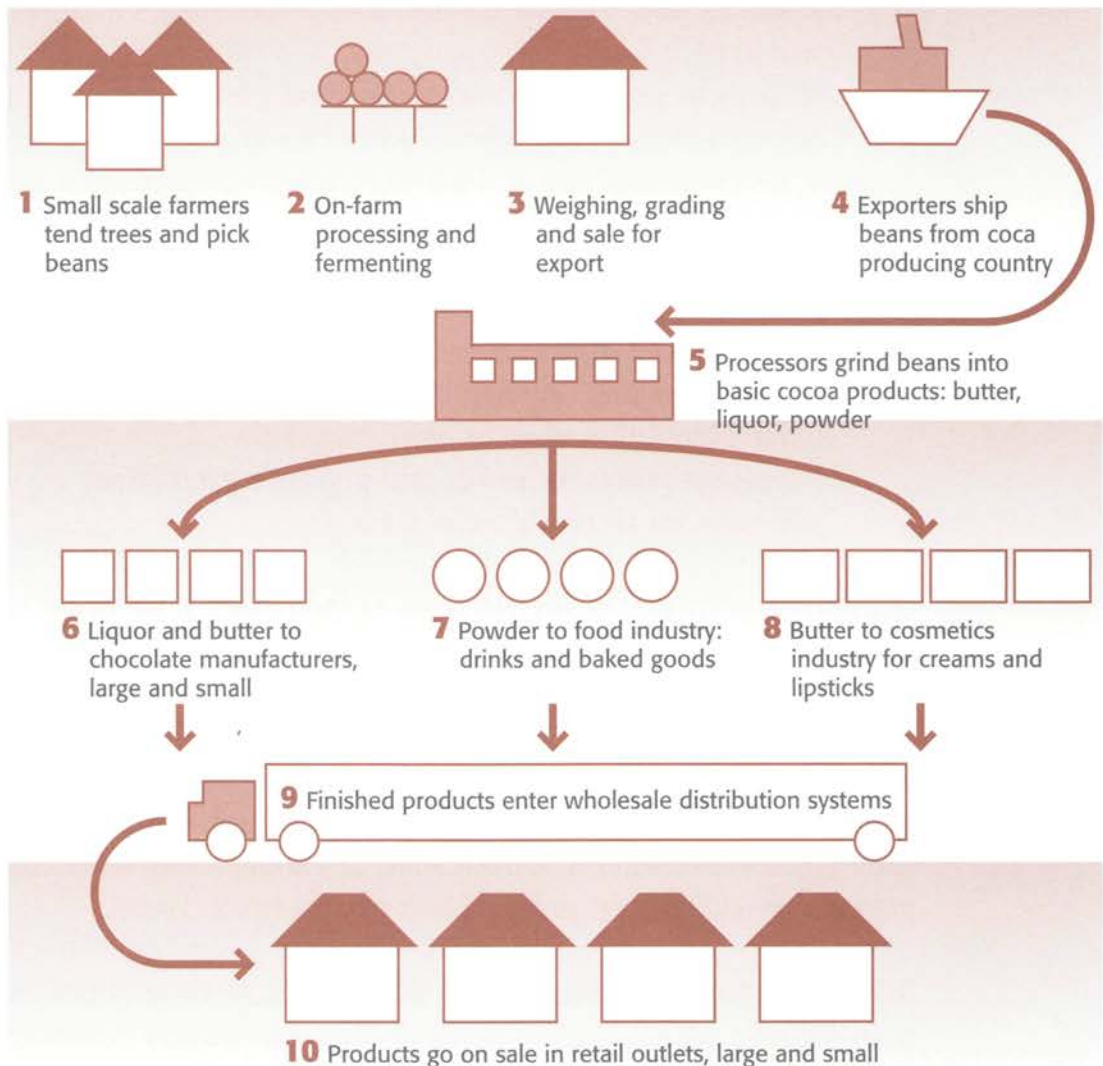 1 Small scale farmers
tend trees and pick
beans
2 On-farm
processing and
fermenting
3 Weighing, grading
and sale for
export
4 Exporters ship
beans from coca
producing country
5 Processors grind beans into
basic cocoa products: butter,
liquor, powder
6 Liquor and butter to
chocolate manufacturers,
large and small
7 Powder to food industry:
drinks and baked goods
8 Butter to cosmetics
industry for creams and
lipsticks
9 Finished products enter wholesale distribution systems
10 Products go on sale in retail outlets, large and small